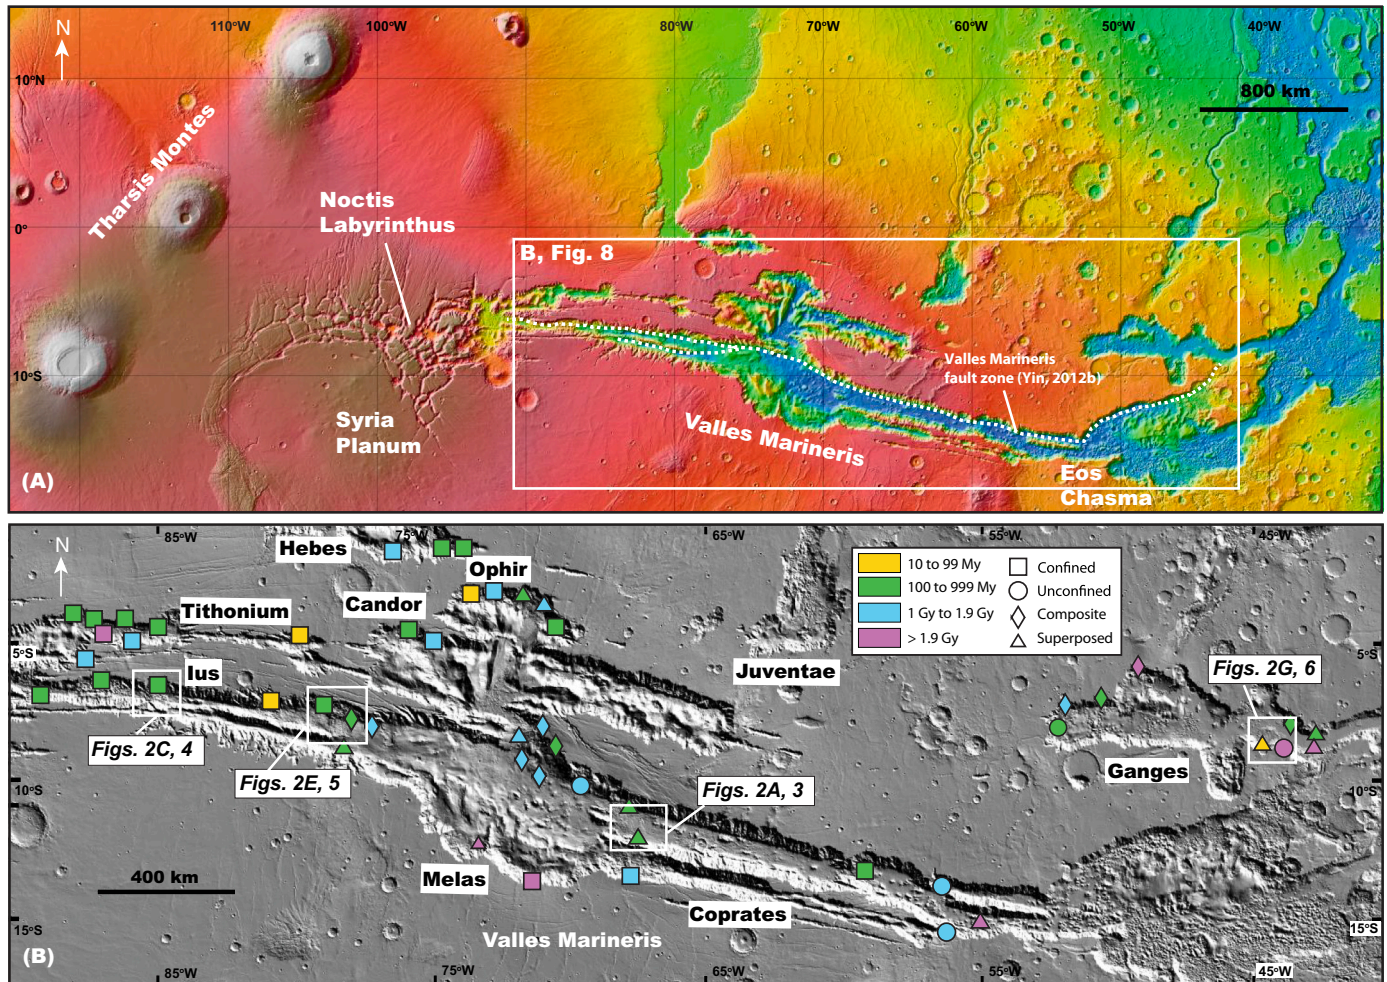 110°W
100°W
80°W
70°W
60°W
50°W
40°W
N
10°N
800 km
Tharsis Montes
Noctis
Labyrinthus
0°
B, Fig. 8
Valles Marineris
fault zone (Yin, 2012b)
10°S
Syria
Planum
Valles Marineris
Eos
Chasma
(A)
85°W
75°W
65°W
55°W
45°W
N
Hebes
Ophir
10 to 99 My
100 to 999 My
1 Gy to 1.9 Gy
> 1.9 Gy
Confined
Unconfined
Composite
Superposed
Tithonium
Candor
5°S
5°S
Ius
Juventae
Figs. 2G, 6
Figs. 2C, 4
Figs. 2E, 5
Figs. 2A, 3
Ganges
10°S
10°S
400 km
Melas
Coprates
15°S
15°S
Valles Marineris
(B)
85°W
75°W
65°W
55°W
45°W